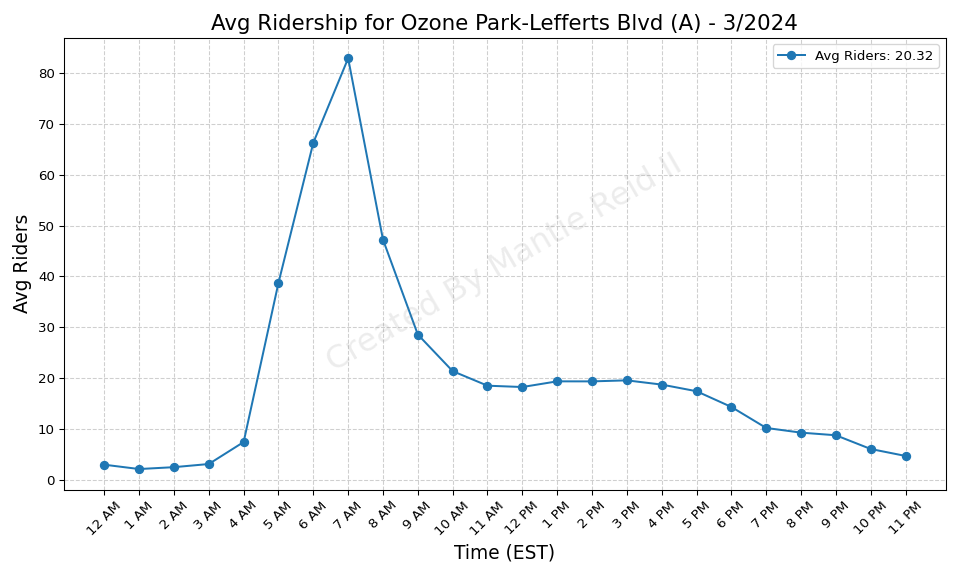 Avg Ridership for Ozone Park-Lefferts Blvd (A) - 3/2024
Avg Riders: 20.32
80
70
60
50
40
30
20
10
0
Avg Riders
Created By Mantle Reid II
12 AM
1 AM
2 AM
3 AM
4 AM
5 AM
6 AM
7 AM
8 AM
9 AM
10 AM
11 AM
12 PM
1 PM
2 PM
3 PM
4 PM
5 PM
6 PM
7 PM
8 PM
9 PM
10 PM
11 PM
Time (EST)